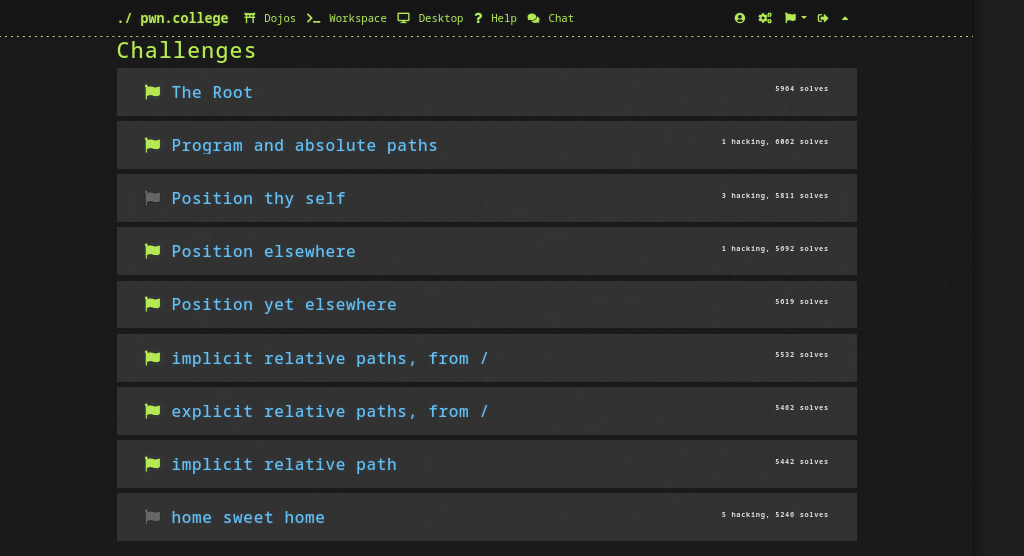 ./ pwn.college Dojos Workspace Desktop ? Help Chat
Challenges
The Root 5964 solves
Program and absolute paths 1 hacking, 6062 solves
Position thy self 3 hacking, 5811 solves
Position elsewhere 1 hacking, 5692 solves
Position yet elsewhere 5619 solves
implicit relative paths, from / 5532 solves
explicit relative paths, from / 5462 solves
implicit relative path 5442 solves
home sweet home 5 hacking, 5246 solves